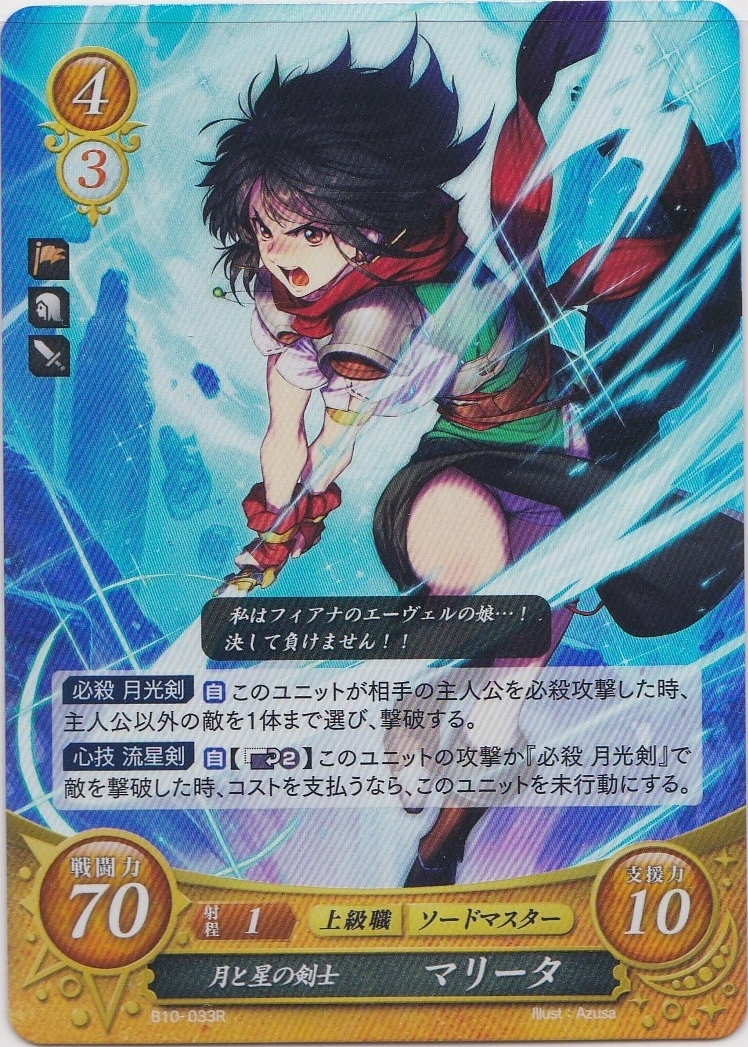 4
3
私はフィアナのエーヴェルの娘…！
決して負けません！！
必殺 月光剣 自 このユニットが相手の主人公を必殺攻撃した時、
主人公以外の敵を1体まで選び、撃破する。
心技 流星剣 自【2】このユニットの攻撃か『必殺 月光剣』で
敵を撃破した時、コストを支払うなら、このユニットを未行動にする。
戦闘力
70
射程 1 上級職 ソードマスター
支援力
10
月と星の剣士 マリータ
B10-033R Illust：Azusa